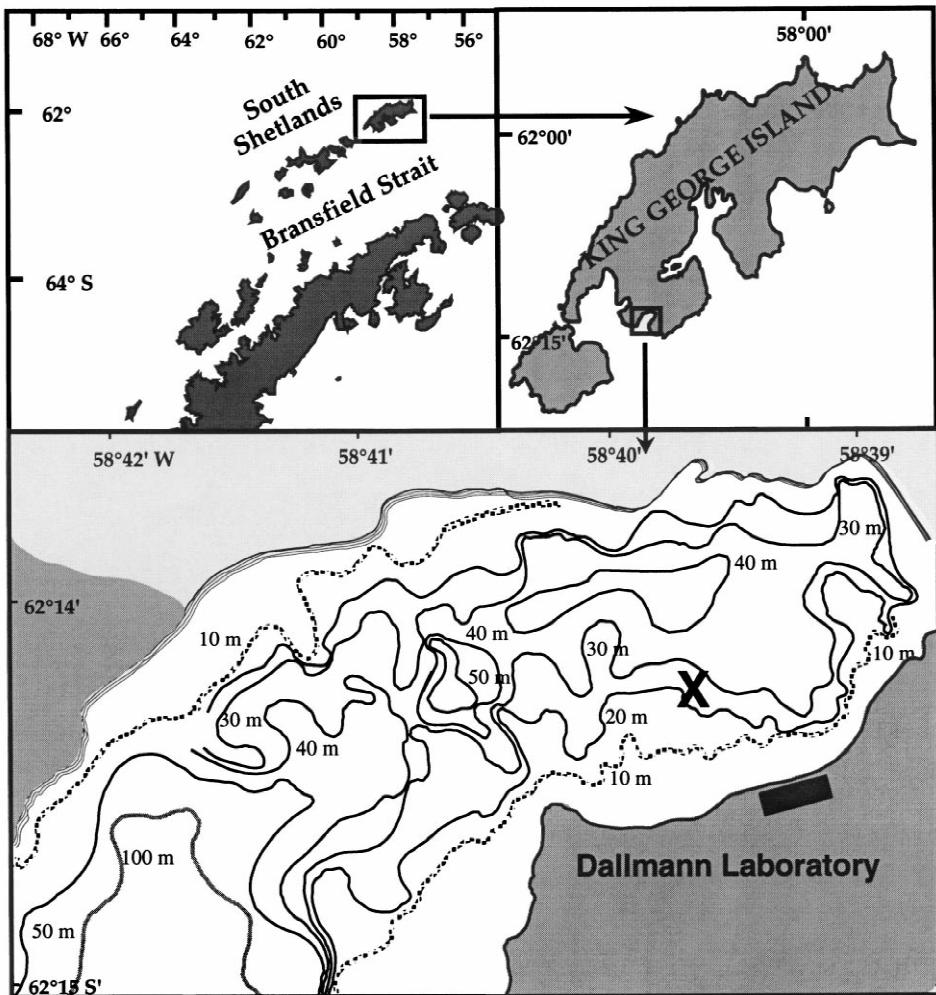 68° W 66° 64° 62° 60° 58° 56°
62°
64° S
South
Shetlands
Bransfield Strait
58°00'
62°00'
KING GEORGE ISLAND
62°15'
58°42' W 58°41' 58°40' 58°39'
62°14'
62°15 S'
30 m
40 m
10 m
40 m
30 m
10 m
50 m
30 m
20 m
40 m
10 m
X
100 m
50 m
Dallmann Laboratory